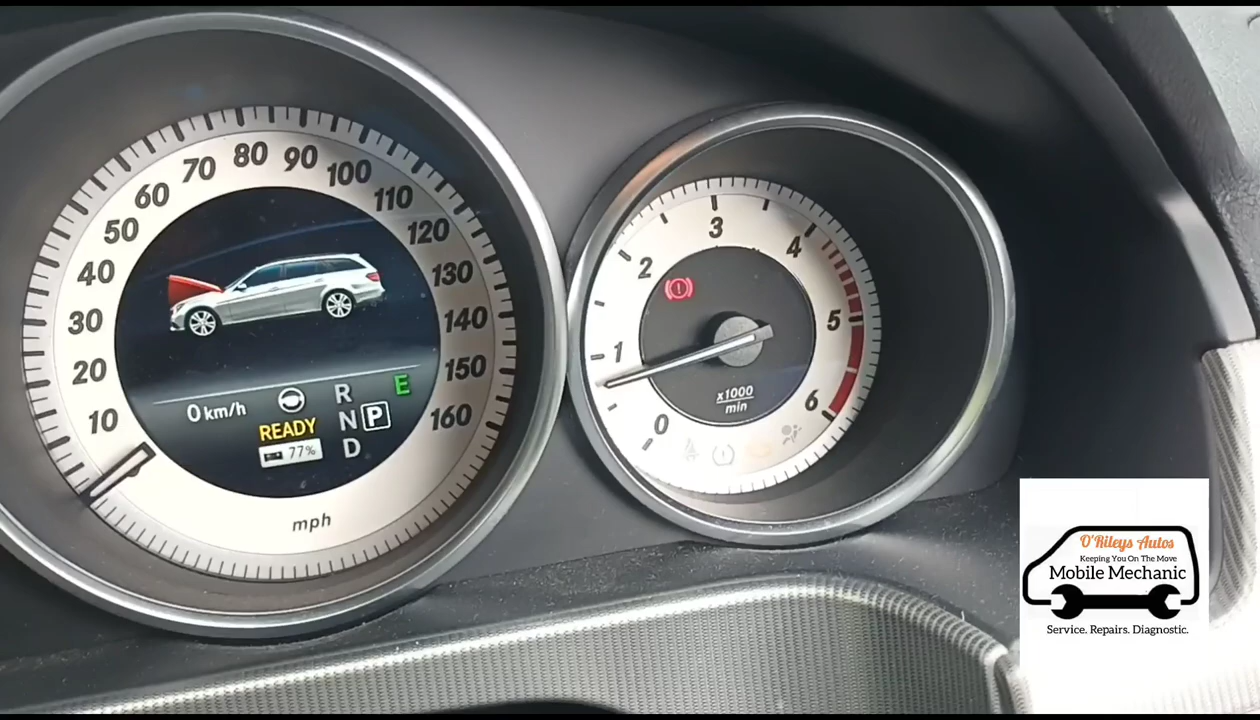 10
20
30
40
50
60
70
80
90
100
110
120
130
140
150
160
mph
0 km/h
READY
77%
R
N P
D
E
0
1
2
3
4
5
6
x1000
min
O'Rileys Autos
Keeping You On The Move
Mobile Mechanic
Service. Repairs. Diagnostic.